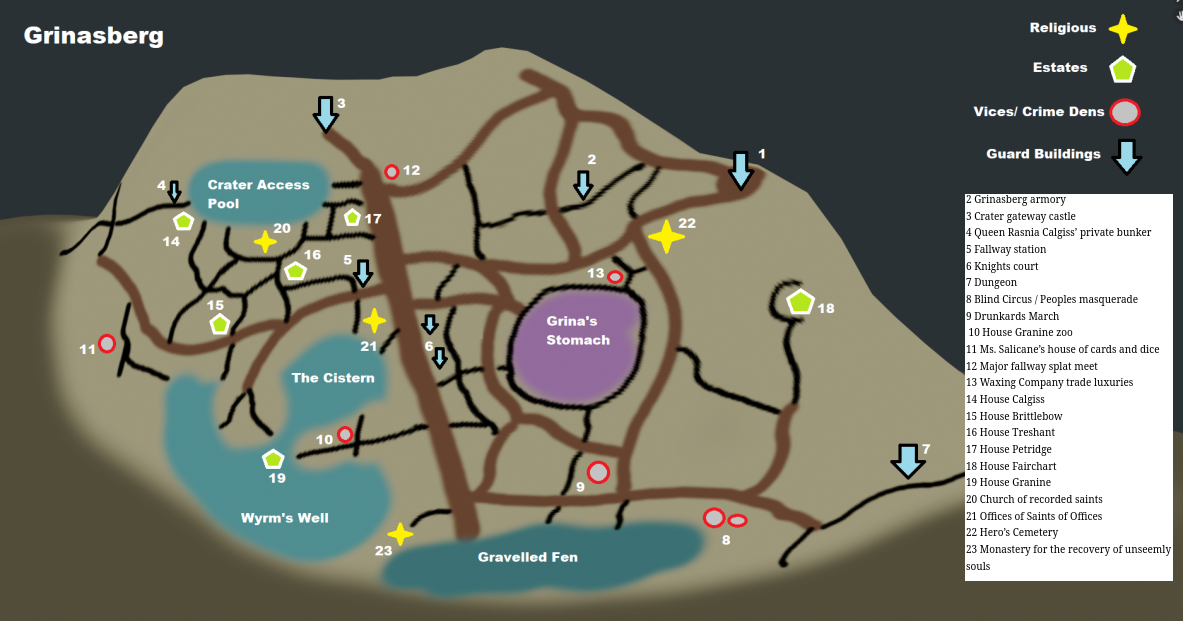 Grinasberg
Religious
Estates
Vices/ Crime Dens
Guard Buildings
3
1
12
2
4
Crater Access
Pool
17
14
20
22
16
5
13
15
18
Grina's
Stomach
11
21
6
The Cistern
10
19
9
7
Wyrm's Well
23
Gravelled Fen
8
2 Grinasberg armory
3 Crater gateway castle
4 Queen Rasnia Calgiss' private bunker
5 Fallway station
6 Knights court
7 Dungeon
8 Blind Circus / Peoples masquerade
9 Drunkards March
10 House Granine zoo
11 Ms. Salicane's house of cards and dice
12 Major fallway splat meet
13 Waxing Company trade luxuries
14 House Calgiss
15 House Brittlebow
16 House Treshant
17 House Petridge
18 House Fairchart
19 House Granine
20 Church of recorded saints
21 Offices of Saints of Offices
22 Hero's Cemetery
23 Monastery for the recovery of unseemly
souls